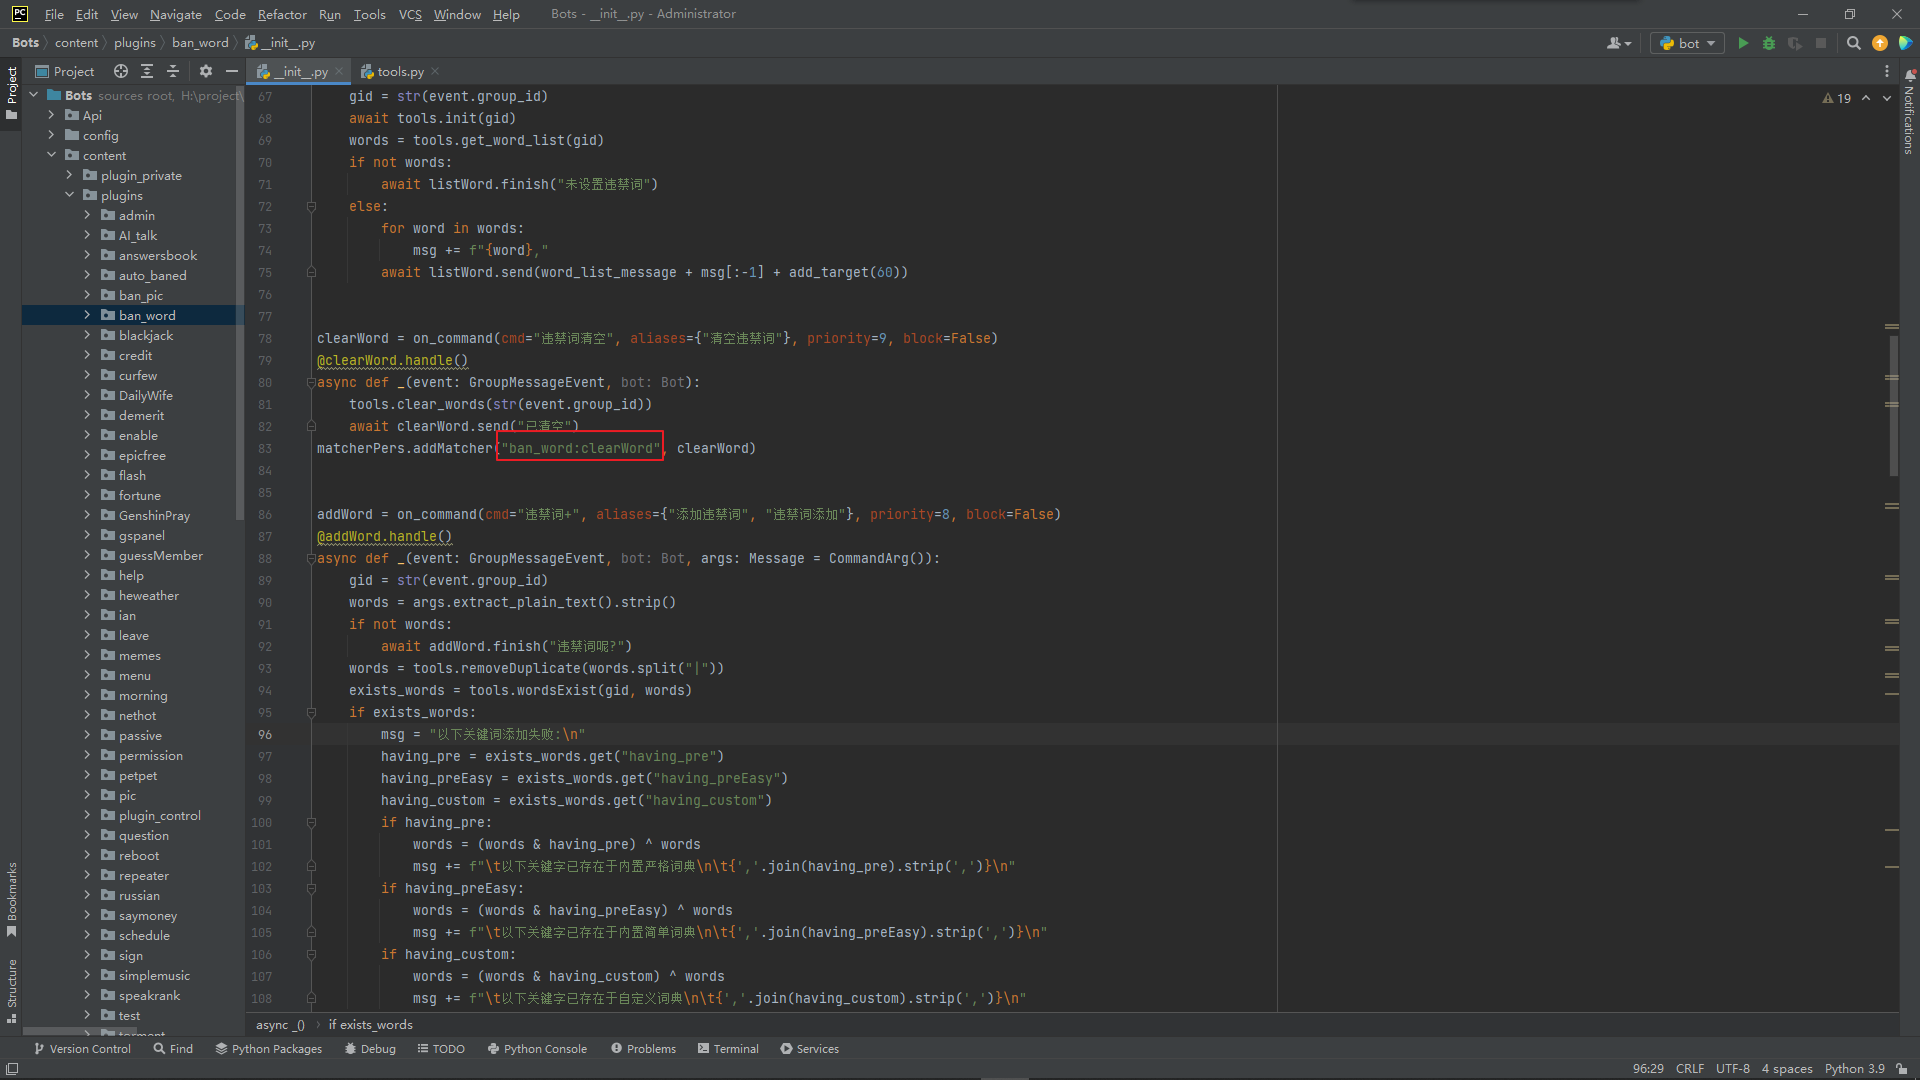 PC File Edit View Navigate Code Refactor Run Tools VCS Window Help Bots - __init__.py - Administrator
Bots content plugins ban_word __init__.py bot
Project __init__.py tools.py
Project
Bots sources root, H:\project\
Api
config
content
plugin_private
plugins
admin
AI_talk
answersbook
auto_baned
ban_pic
ban_word
blackjack
credit
curfew
DailyWife
demerit
enable
epicfree
flash
fortune
GenshinPray
gspanel
guessMember
help
heweather
ian
leave
memes
menu
morning
nethot
passive
permission
petpet
pic
plugin_control
question
reboot
repeater
russian
saymoney
schedule
sign
simplemusic
speakrank
test
torment
Bookmarks
Structure
67 gid = str(event.group_id)
68 await tools.init(gid)
69 words = tools.get_word_list(gid)
70 if not words:
71 await listWord.finish("未设置违禁词")
72 else:
73 for word in words:
74 msg += f"{word},"
75 await listWord.send(word_list_message + msg[:-1] + add_target(60))
76
77
78 clearWord = on_command(cmd="违禁词清空", aliases={"清空违禁词"}, priority=9, block=False)
79 @clearWord.handle()
80 async def _(event: GroupMessageEvent, bot: Bot):
81 tools.clear_words(str(event.group_id))
82 await clearWord.send("已清空")
83 matcherPers.addMatcher("ban_word:clearWord", clearWord)
84
85
86 addWord = on_command(cmd="违禁词+", aliases={"添加违禁词", "违禁词添加"}, priority=8, block=False)
87 @addWord.handle()
88 async def _(event: GroupMessageEvent, bot: Bot, args: Message = CommandArg()):
89 gid = str(event.group_id)
90 words = args.extract_plain_text().strip()
91 if not words:
92 await addWord.finish("违禁词呢?")
93 words = tools.removeDuplicate(words.split("|"))
94 exists_words = tools.wordsExist(gid, words)
95 if exists_words:
96 msg = "以下关键词添加失败:\n"
97 having_pre = exists_words.get("having_pre")
98 having_preEasy = exists_words.get("having_preEasy")
99 having_custom = exists_words.get("having_custom")
100 if having_pre:
101 words = (words & having_pre) ^ words
102 msg += f"\t以下关键字已存在于内置严格词典\n\t{','.join(having_pre).strip(',')}\n"
103 if having_preEasy:
104 words = (words & having_preEasy) ^ words
105 msg += f"\t以下关键字已存在于内置简单词典\n\t{','.join(having_preEasy).strip(',')}\n"
106 if having_custom:
107 words = (words & having_custom) ^ words
108 msg += f"\t以下关键字已存在于自定义词典\n\t{','.join(having_custom).strip(',')}\n"
19
Notifications
async _() if exists_words
Version Control Find Python Packages Debug TODO Python Console Problems Terminal Services
96:29 CRLF UTF-8 4 spaces Python 3.9